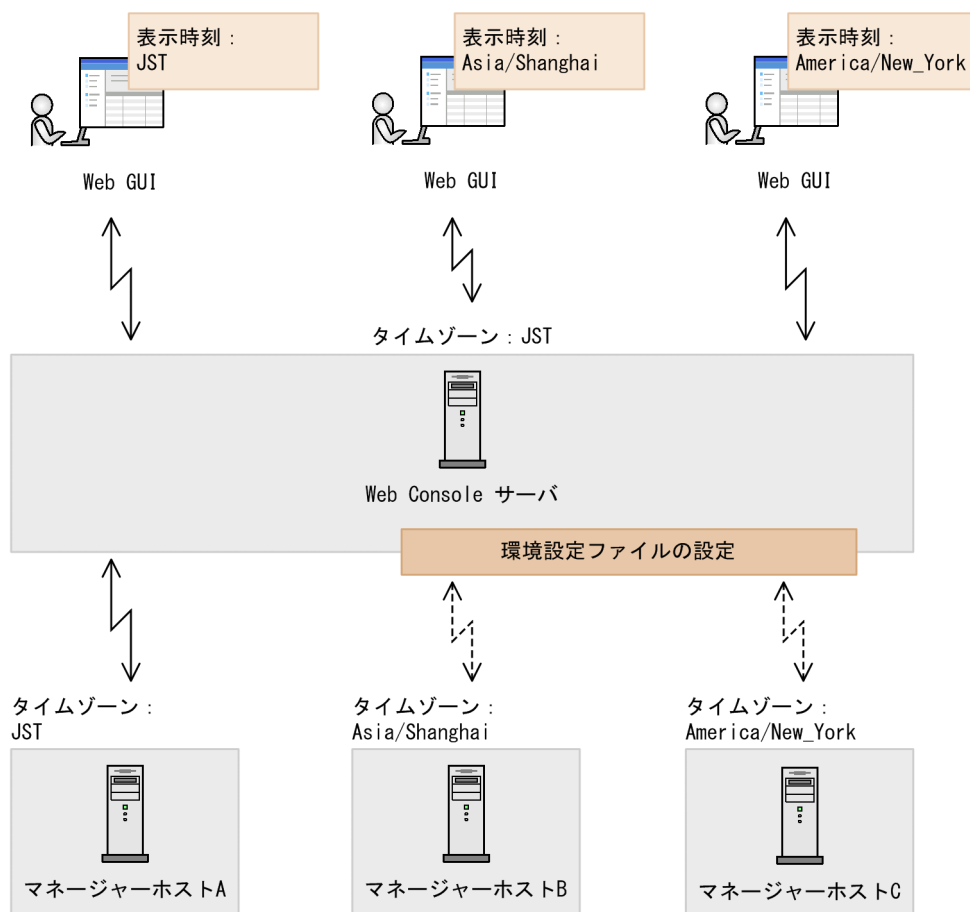 表示時刻：
JST
表示時刻：
Asia/Shanghai
表示時刻：
America/New_York
Web GUI
Web GUI
Web GUI
タイムゾーン：JST
Web Console サーバ
環境設定ファイルの設定
タイムゾーン：
JST
タイムゾーン：
Asia/Shanghai
タイムゾーン：
America/New_York
マネージャーホストA
マネージャーホストB
マネージャーホストC